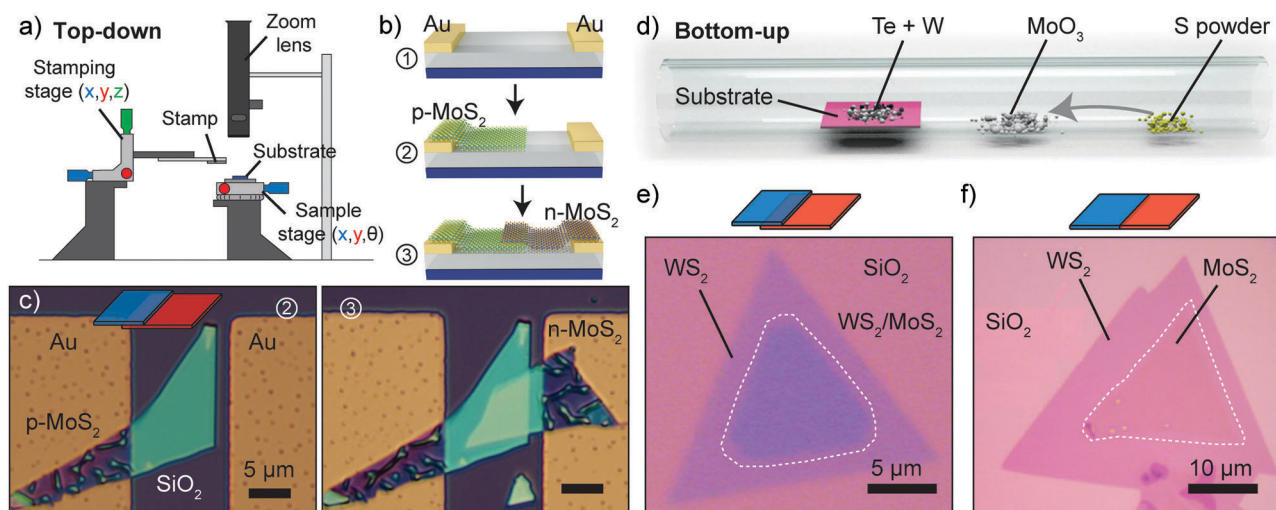 a) Top-down
Zoom
lens
Stamping
stage (x,y,z)
Stamp
Substrate
Sample
stage (x,y,θ)
b)
Au
Au
①
p-MoS₂
②
n-MoS₂
③
c)
②
Au
Au
p-MoS₂
SiO₂
5 μm
③
n-MoS₂
d) Bottom-up
Te + W
MoO₃
S powder
Substrate
e)
WS₂
SiO₂
WS₂/MoS₂
5 μm
f)
WS₂
MoS₂
SiO₂
10 μm